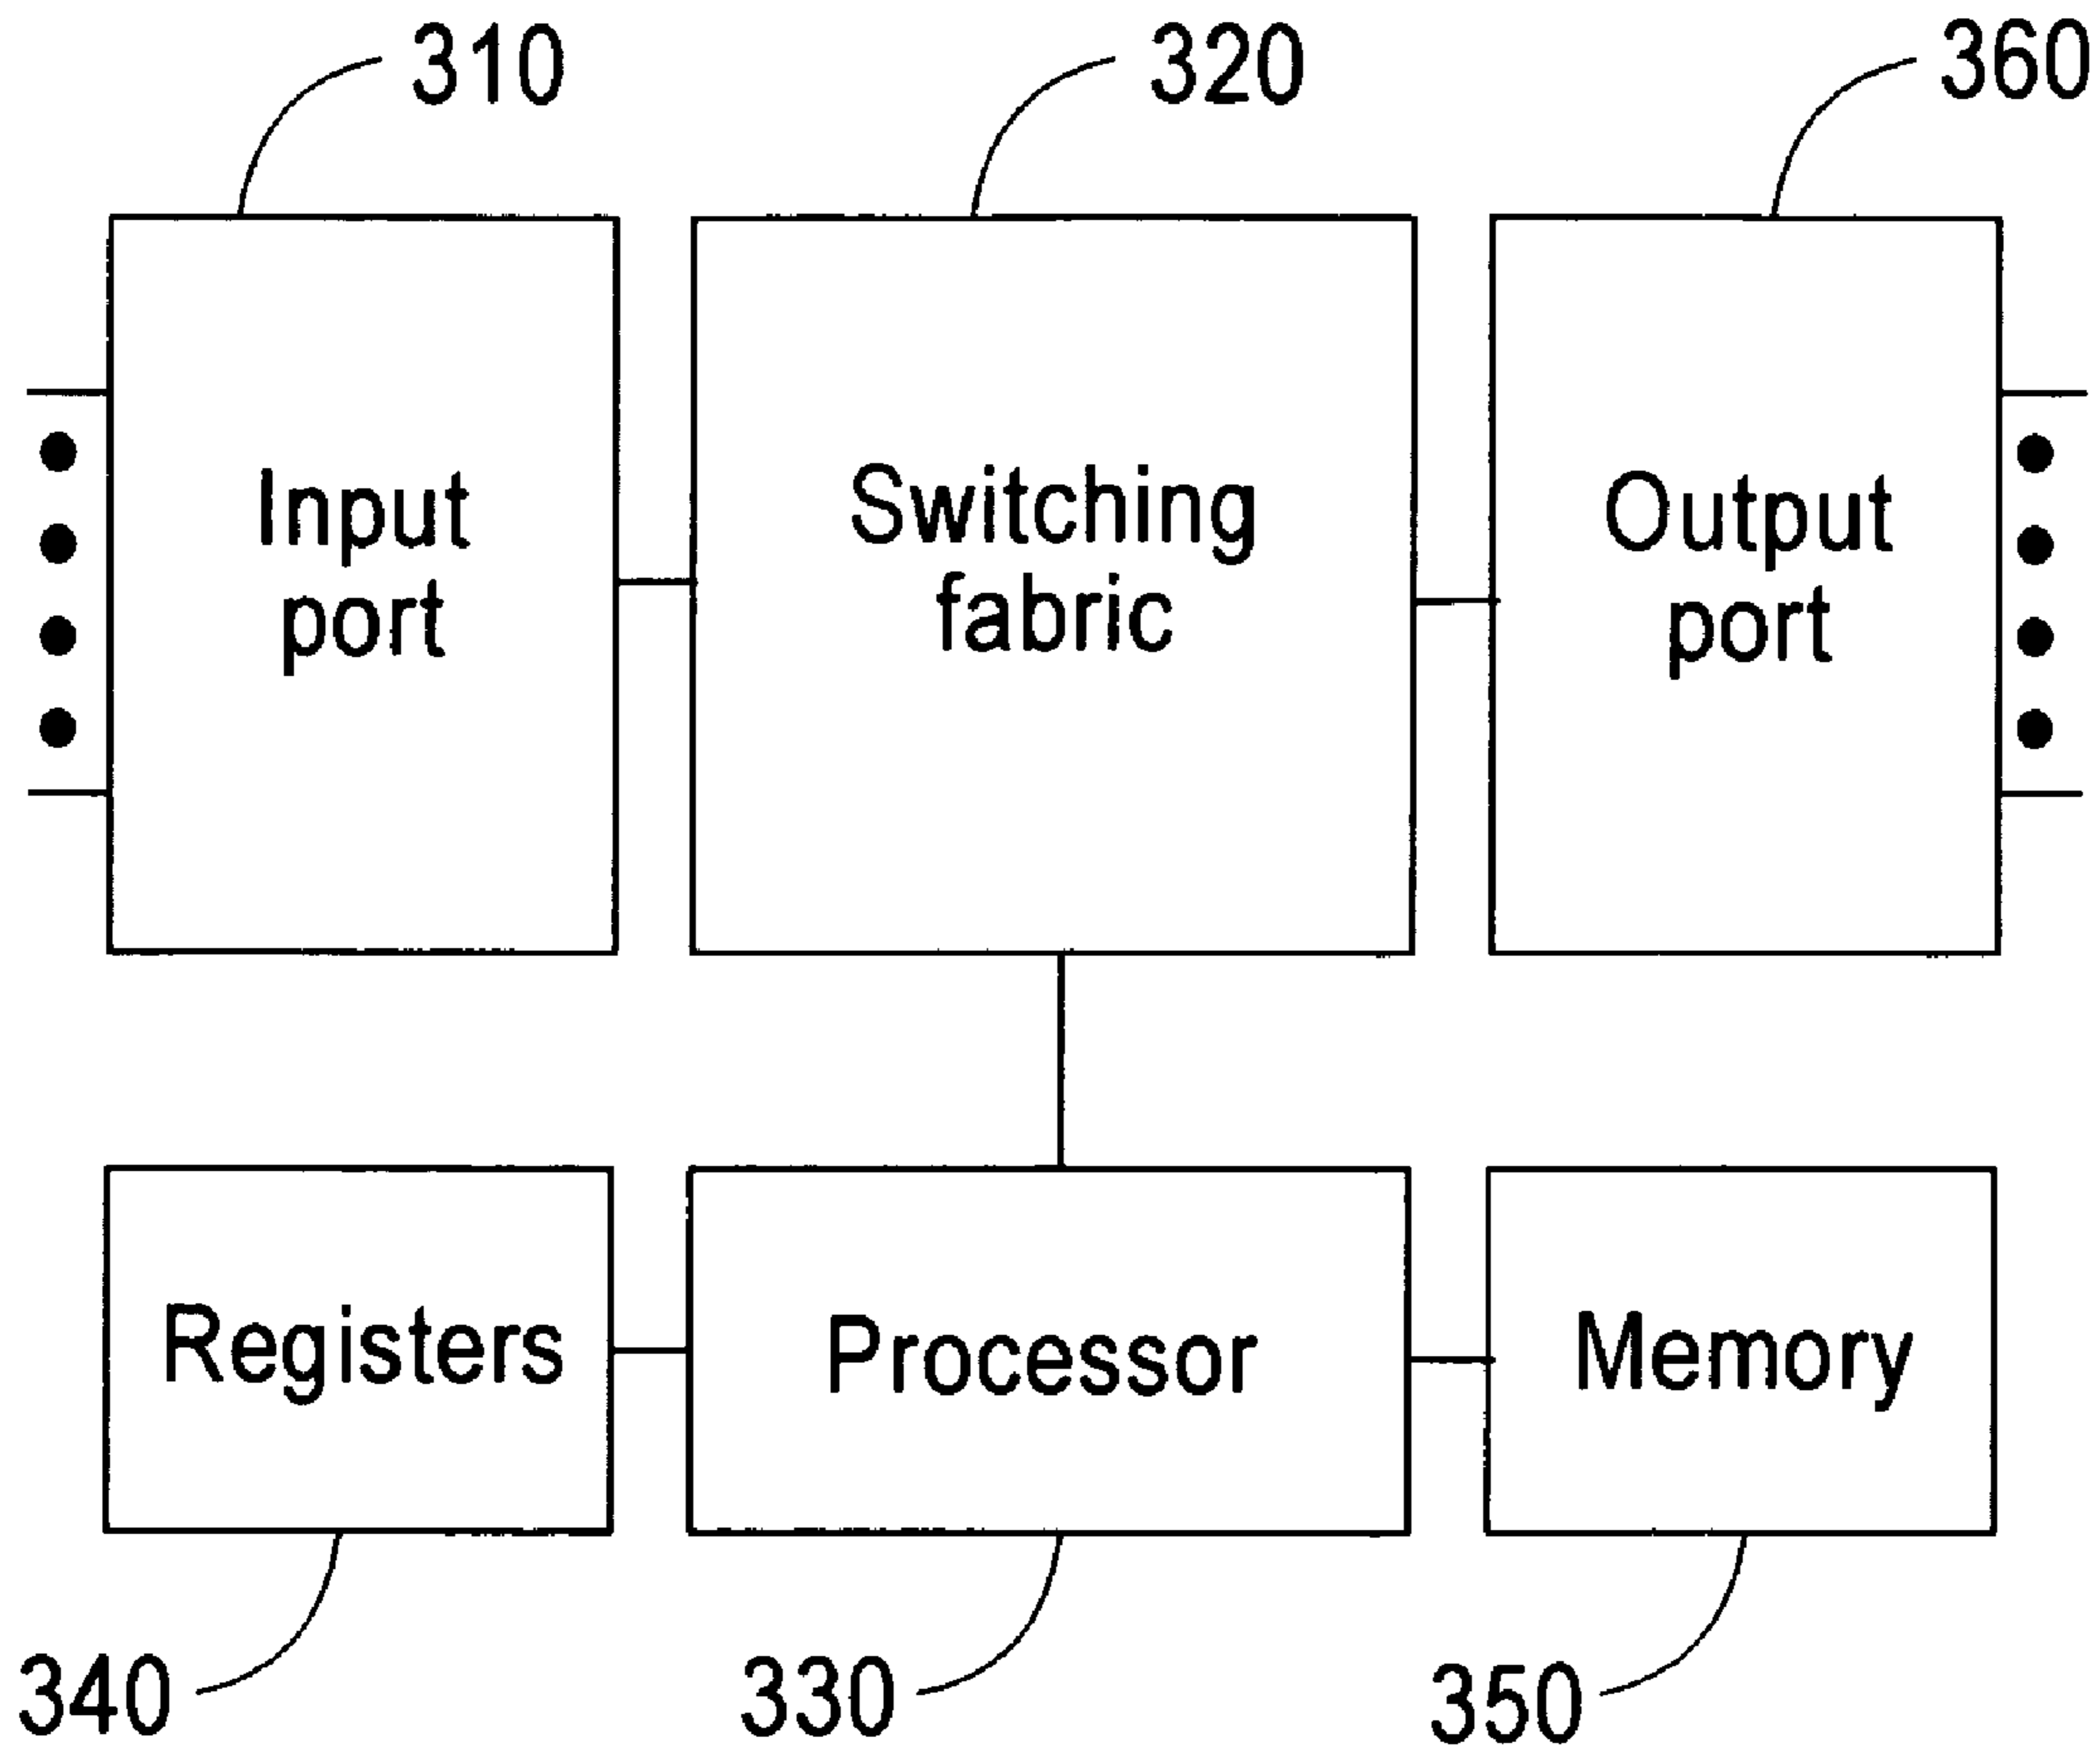 310
320
360
Input
port
Switching
fabric
Output
port
Registers
Processor
Memory
340
330
350